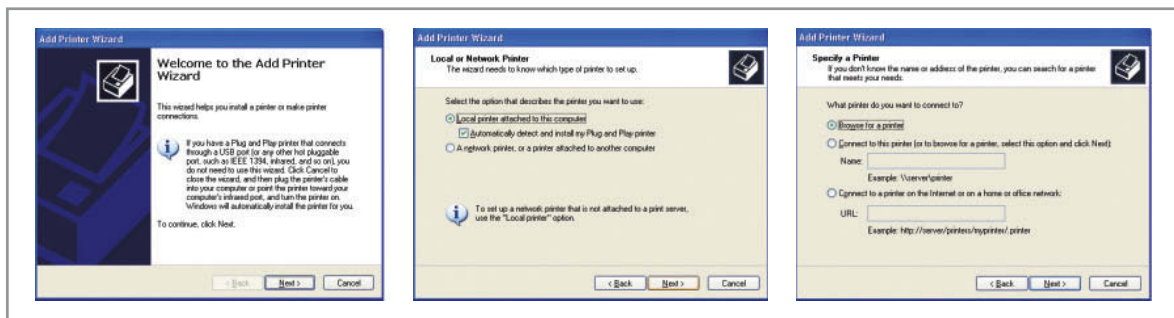 Add Printer Wizard
Welcome to the Add Printer
Wizard
This wizard helps you install a printer or make printer
connections.
If you have a Plug and Play printer that connects
through a USB port (or any other hot pluggable
port, such as IEEE 1394, infrared, and so on), you
do not need to use this wizard. Click Cancel to
close the wizard, and then plug the printer's cable
into your computer or point the printer toward your
computer's infrared port, and turn the printer on.
Windows will automatically install the printer for you.
To continue, click Next.
< Back
Next >
Cancel
Add Printer Wizard
Local or Network Printer
The wizard needs to know which type of printer to set up.
Select the option that describes the printer you want to use:
Local printer attached to this computer
Automatically detect and install my Plug and Play printer
A network printer, or a printer attached to another computer
To set up a network printer that is not attached to a print server,
use the "Local printer" option.
< Back
Next >
Cancel
Add Printer Wizard
Specify a Printer
If you don't know the name or address of the printer, you can search for a printer
that meets your needs.
What printer do you want to connect to?
Browse for a printer
Connect to this printer (or to browse for a printer, select this option and click Next):
Name:
Example: \\server\printer
Connect to a printer on the Internet or on a home or office network:
URL:
Example: http://server/printers/myprinter/.printer
< Back
Next >
Cancel